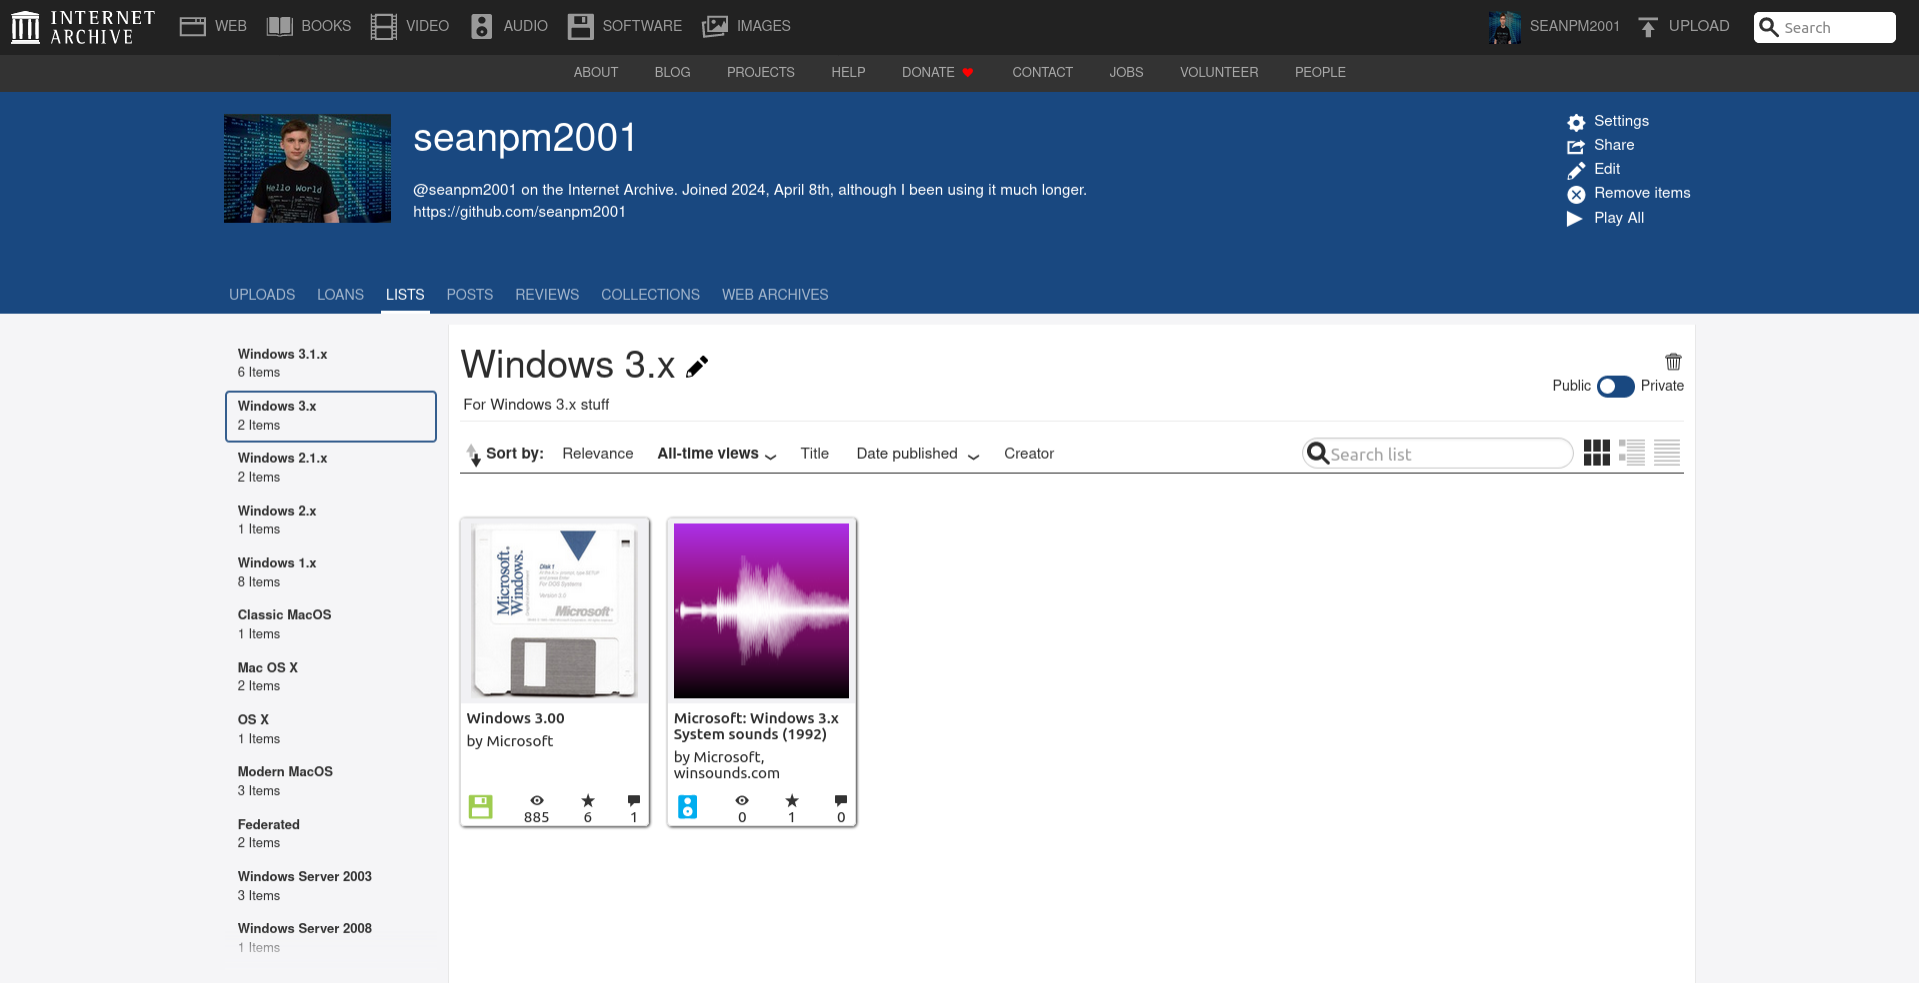 INTERNET ARCHIVE
WEB
BOOKS
VIDEO
AUDIO
SOFTWARE
IMAGES
SEANPM2001
UPLOAD
Search
ABOUT
BLOG
PROJECTS
HELP
DONATE
CONTACT
JOBS
VOLUNTEER
PEOPLE
Hello World
seanpm2001
@seanpm2001 on the Internet Archive. Joined 2024, April 8th, although I been using it much longer.
https://github.com/seanpm2001
Settings
Share
Edit
Remove items
Play All
UPLOADS
LOANS
LISTS
POSTS
REVIEWS
COLLECTIONS
WEB ARCHIVES
Windows 3.1.x
6 Items
Windows 3.x
2 Items
Windows 2.1.x
2 Items
Windows 2.x
1 Items
Windows 1.x
8 Items
Classic MacOS
1 Items
Mac OS X
2 Items
OS X
1 Items
Modern MacOS
3 Items
Federated
2 Items
Windows Server 2003
3 Items
Windows Server 2008
1 Items
Windows 3.x
For Windows 3.x stuff
Public
Private
Sort by:
Relevance
All-time views
Title
Date published
Creator
Search list
Microsoft.
Windows.
Disk 1
For DOS Systems
Version 3.0
Microsoft
Windows 3.00
by Microsoft
885
6
1
Microsoft: Windows 3.x
System sounds (1992)
by Microsoft,
winsounds.com
0
1
0